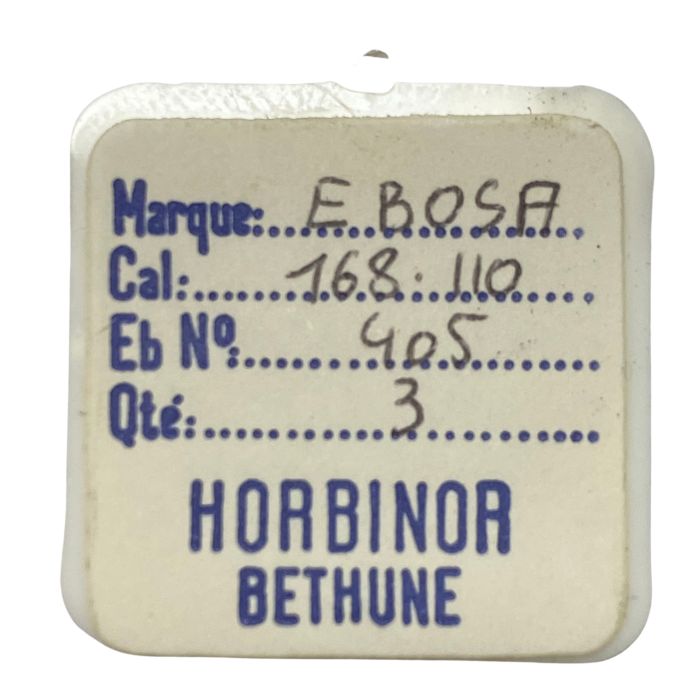 Marque: EBOSA
Cal: 168.110
Eb Nº: 405
Qté: 3
HORBINOR
BETHUNE